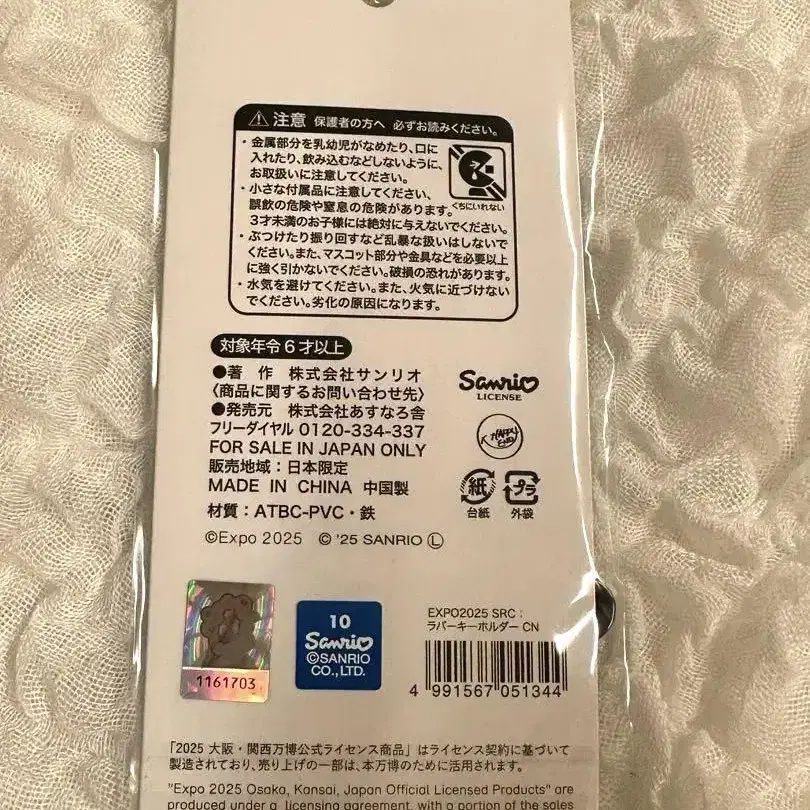 ⚠注意 保護者の方へ 必ずお読みください。
・金属部分を乳幼児がなめたり、口に
入れたり、飲み込むなどしないように、
お取扱いに注意してください。
・小さな付属品に注意してください、
誤飲の危険や窒息の危険があります。
3才未満のお子様には絶対に与えないでください。
くちにいれない
・ぶつけたり振り回すなど乱暴な扱いはしないで
ください。また、マスコット部分や金具などを必要以上
に強く引かないでください。破損の恐れがあります。
・水気を避けてください。また、火気に近づけない
でください。劣化の原因になります。
対象年令6才以上
●著 作 株式会社サンリオ
〈商品に関するお問い合わせ先〉
●発売元 株式会社あすなろ舎
フリーダイヤル 0120-334-337
FOR SALE IN JAPAN ONLY
販売地域:日本限定
MADE IN CHINA 中国製
材質:ATBC-PVC・鉄
©Expo 2025 © '25 SANRIO Ⓛ
Sanrio
LICENSE
HAPPY
END
紙
台紙
プラ
外袋
1161703
10
Sanrio
©SANRIO
CO., LTD.
EXPO2025 SRC:
ラバーキーホルダー CN
4 991567 051344
「2025 大阪・関西万博公式ライセンス商品」はライセンス契約に基づいて
製造されており、売り上げの一部は、本万博のために活用されます。
"Expo 2025 Osaka, Kansai, Japan Official Licensed Products" are
produced under a licensing agreement, with a portion of the sales